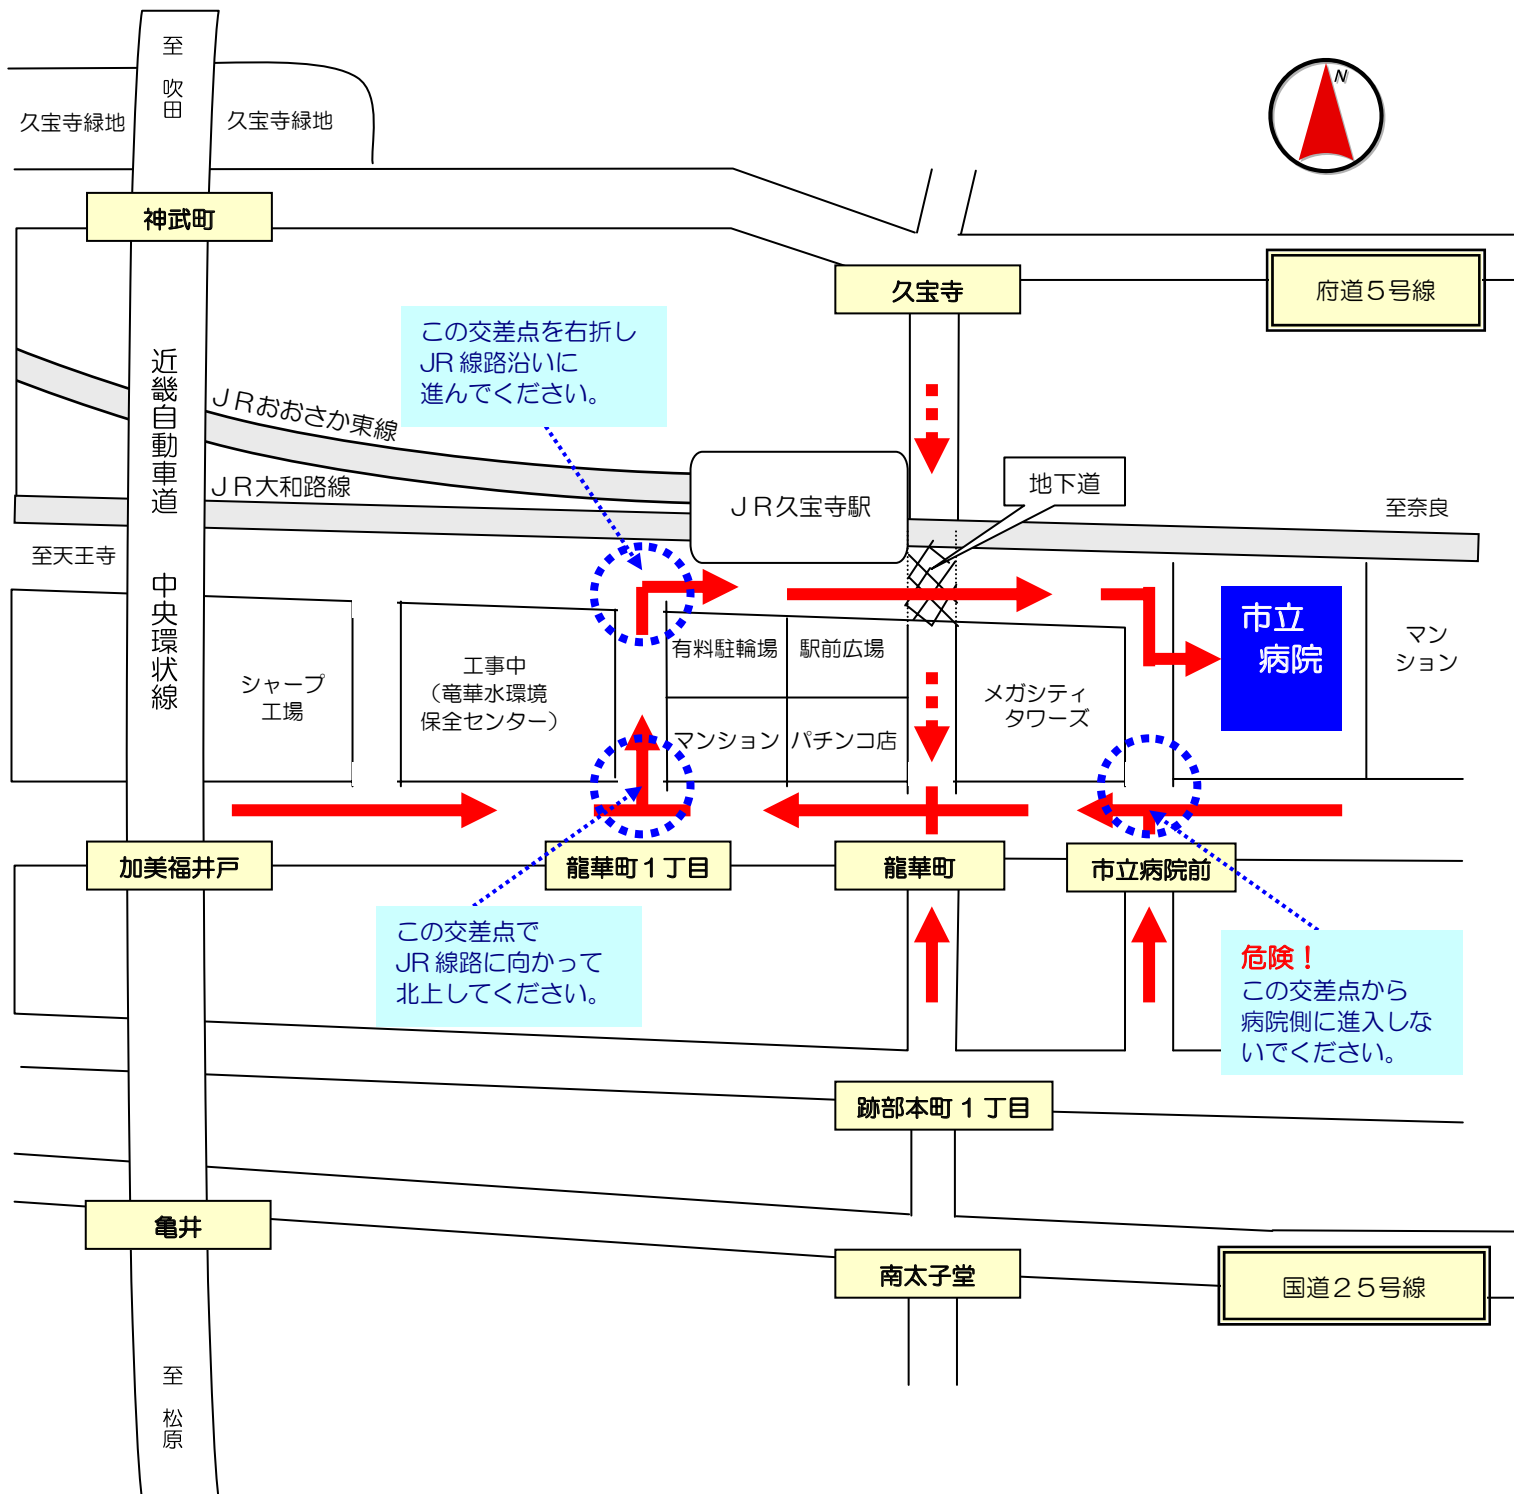 至 吹田
N
久宝寺緑地
久宝寺緑地
神武町
久宝寺
府道５号線
この交差点を右折し
JR 線路沿いに
進んでください。
近畿自動車道 中央環状線
ＪＲおおさか東線
ＪＲ大和路線
ＪＲ久宝寺駅
地下道
至奈良
至天王寺
市立
病院
マン
ション
有料駐輪場
駅前広場
工事中
（竜華水環境
保全センター）
シャープ
工場
メガシティ
タワーズ
マンション
パチンコ店
加美福井戸
龍華町１丁目
龍華町
市立病院前
この交差点で
JR 線路に向かって
北上してください。
危険！
この交差点から
病院側に進入しな
いでください。
跡部本町１丁目
亀井
南太子堂
国道２５号線
至 松原